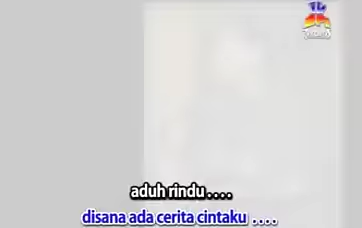 aduh rindu . . . .
disana ada cerita cintaku  . . . .